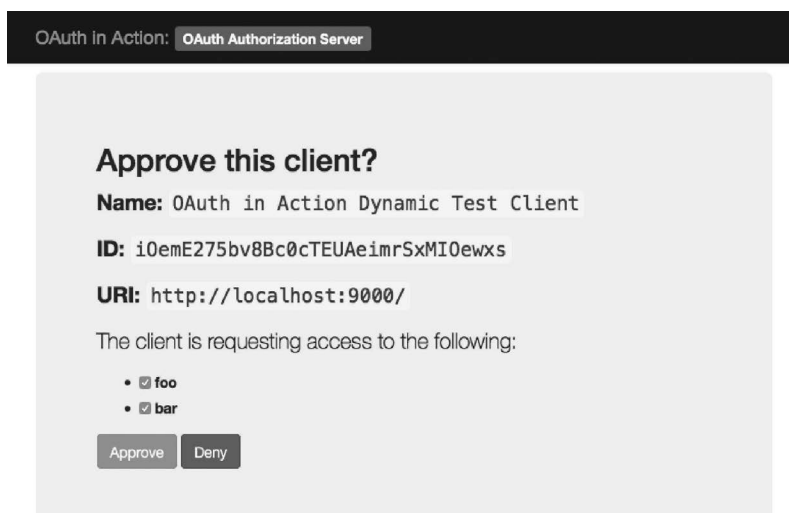 OAuth in Action: OAuth Authorization Server
Approve this client?
Name: OAuth in Action Dynamic Test Client
ID: iOemE275bv8Bc0cTEUAeimrSxMIOewxs
URI: http://localhost:9000/
The client is requesting access to the following:
• foo
• bar
Approve Deny